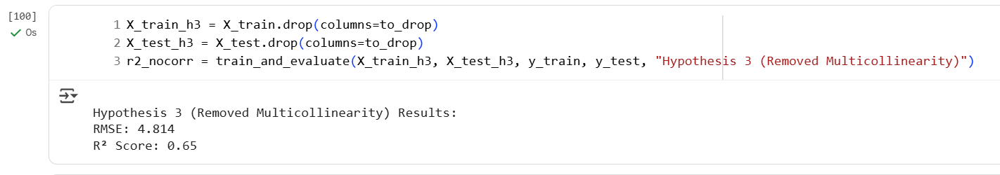 [100]
0s
1 X_train_h3 = X_train.drop(columns=to_drop)
2 X_test_h3 = X_test.drop(columns=to_drop)
3 r2_nocorr = train_and_evaluate(X_train_h3, X_test_h3, y_train, y_test, "Hypothesis 3 (Removed Multicollinearity)")
Hypothesis 3 (Removed Multicollinearity) Results:
RMSE: 4.814
R² Score: 0.65